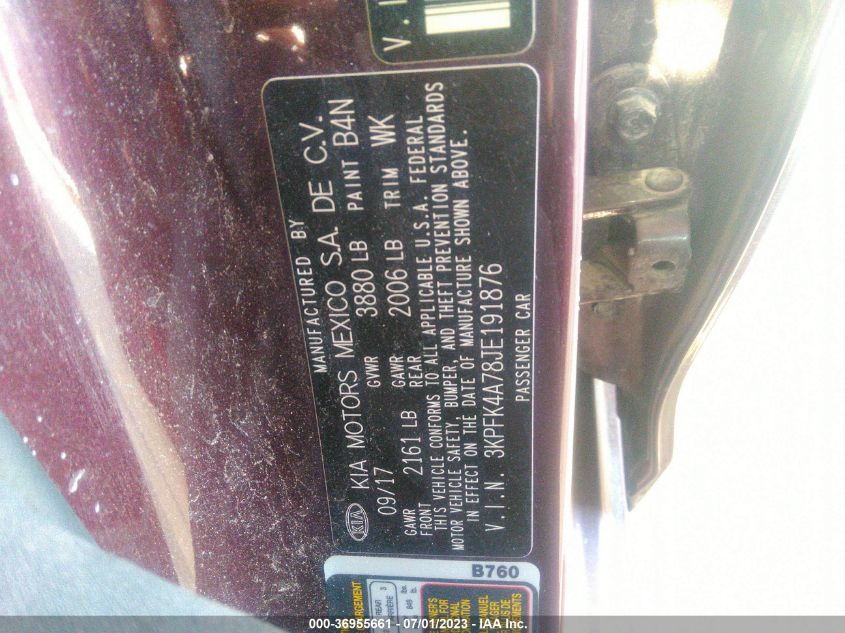 V.I
MANUFACTURED BY
KIA KIA MOTORS MEXICO S.A. DE C.V.
09/17 GVWR 3880 LB PAINT B4N
GAWR FRONT 2161 LB GAWR REAR 2006 LB TRIM WK
THIS VEHICLE CONFORMS TO ALL APPLICABLE U.S.A. FEDERAL
MOTOR VEHICLE SAFETY, BUMPER, AND THEFT PREVENTION STANDARDS
IN EFFECT ON THE DATE OF MANUFACTURE SHOWN ABOVE.
V.I.N. 3KPFK4A78JE191876
PASSENGER CAR
B760
REAR 3
000-36955661 - 07/01/2023 - IAA Inc.